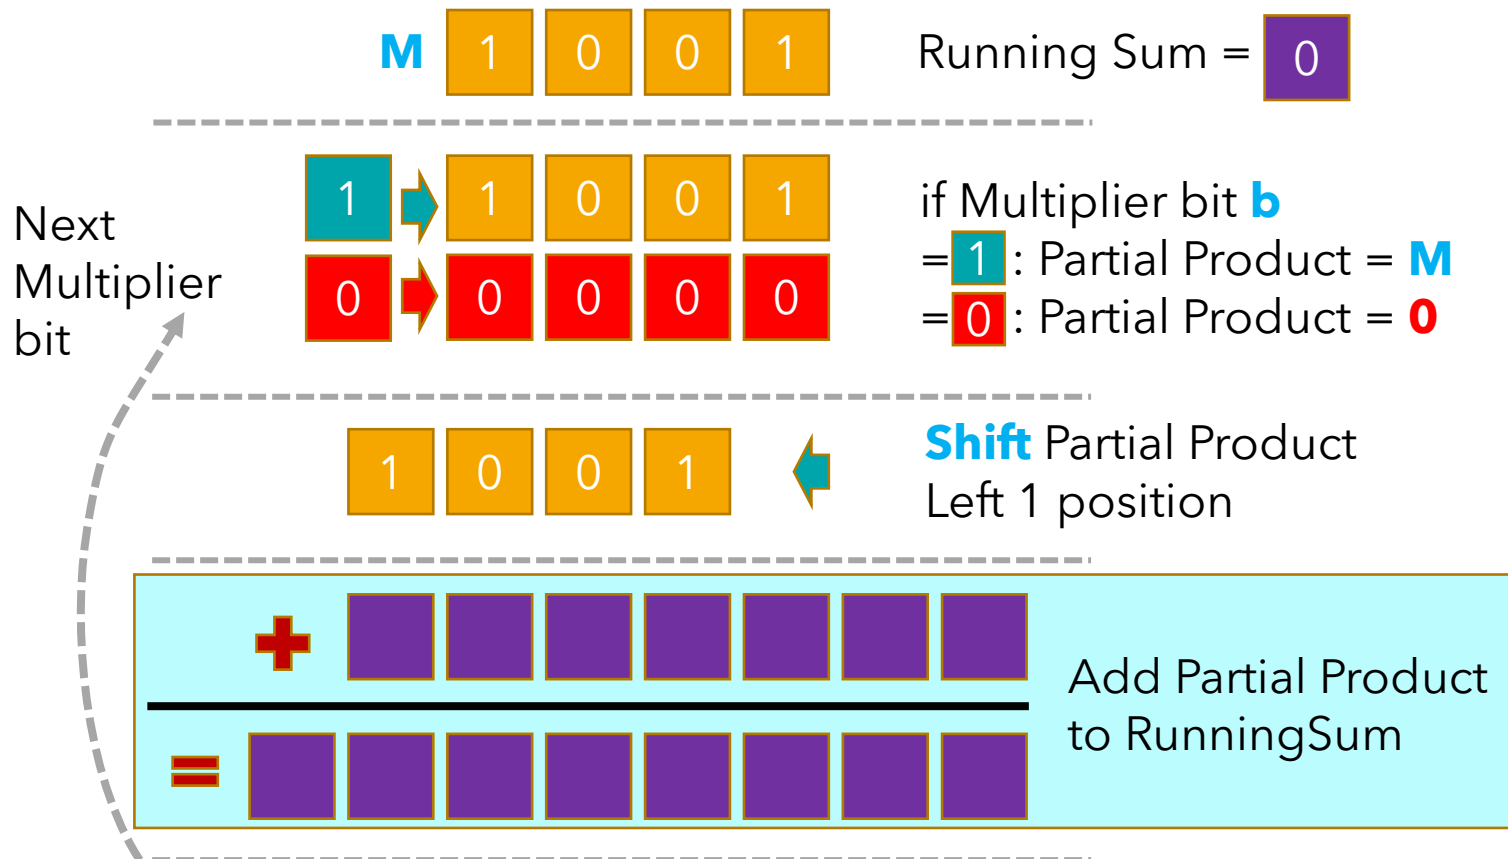 M 1 0 0 1
Running Sum = 0
Next
Multiplier
bit
1 1 0 0 1
0 0 0 0 0
if Multiplier bit b
= 1 : Partial Product = M
= 0 : Partial Product = 0
1 0 0 1
Shift Partial Product
Left 1 position
+
=
Add Partial Product
to RunningSum